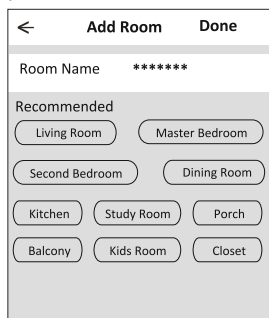 Add Room Done
Room Name *******
Recommended
Living Room Master Bedroom
Second Bedroom Dining Room
Kitchen Study Room Porch
Balcony Kids Room Closet